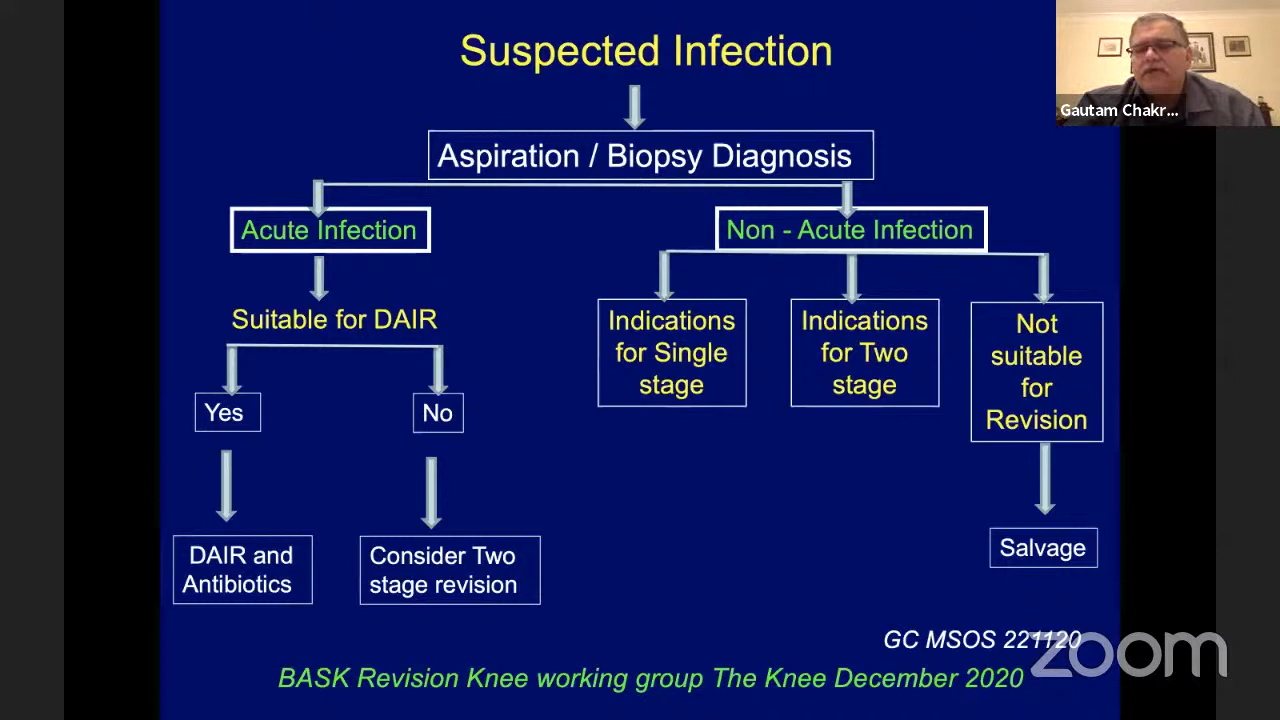 Suspected Infection
Gautam Chakr...
Aspiration / Biopsy Diagnosis
Acute Infection
Non - Acute Infection
Suitable for DAIR
Indications
for Single
stage
Indications
for Two
stage
Not
suitable
for
Revision
Yes
No
DAIR and
Antibiotics
Consider Two
stage revision
Salvage
GC MSOS 221120
zoom
BASK Revision Knee working group The Knee December 2020